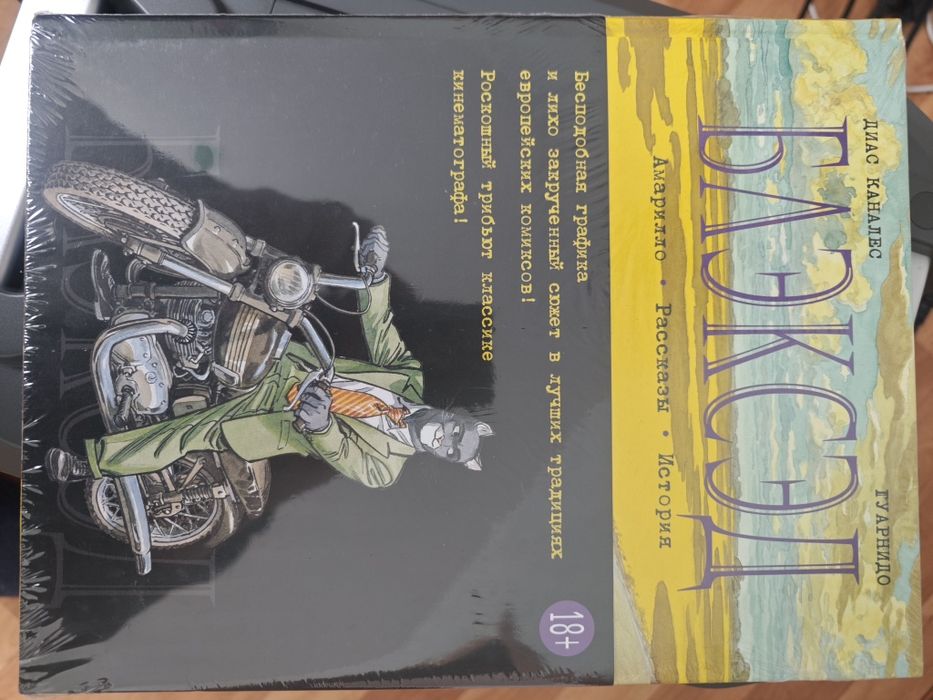 ДИАС КАНАЛЕС ГУАРНИДО
БЛЭКСЭД
Амарилло • Рассказы • История
Бесподобная графика
и лихо закрученный сюжет в лучших традициях
европейских комиксов!
Роскошный трибьют классике
кинематографа!
18+